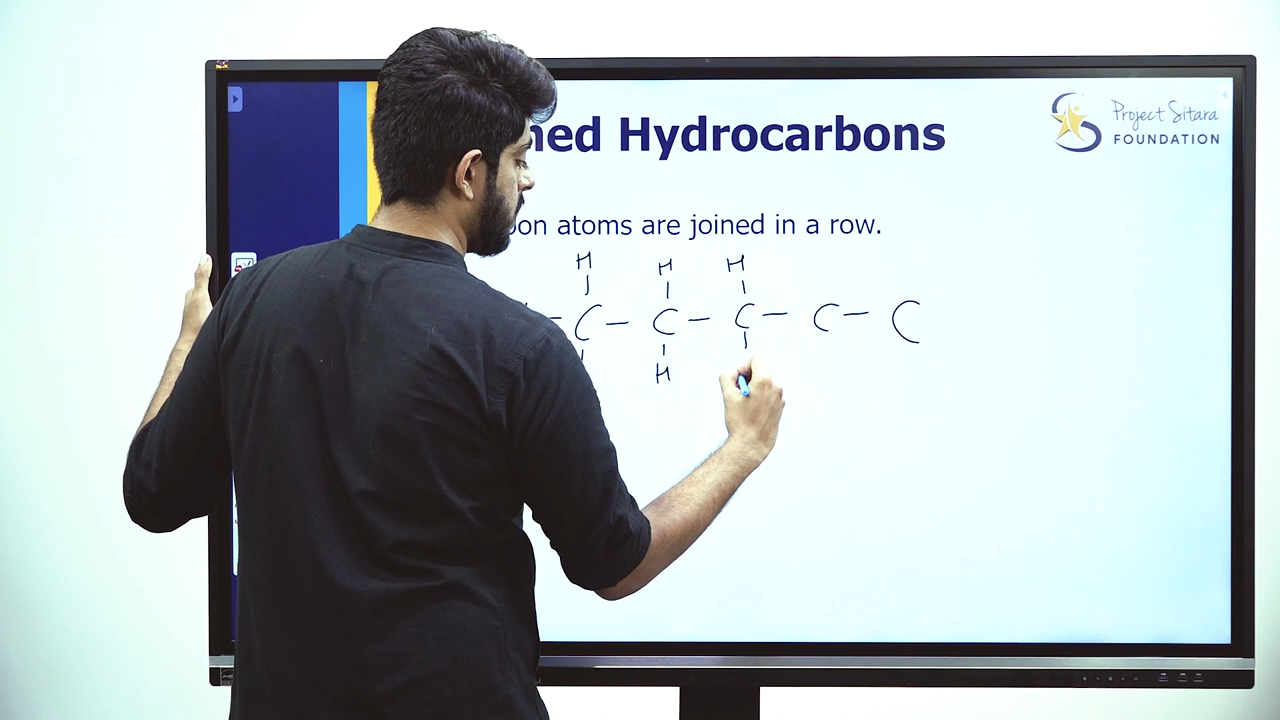 Project Sitara
FOUNDATION
Hydrocarbons
atoms are joined in a row.
H H H
C – C – C – C – C
H